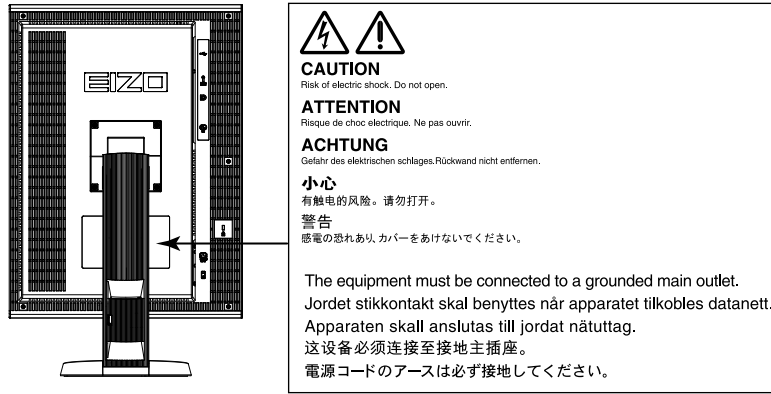 EIZO
CAUTION
Risk of electric shock. Do not open.
ATTENTION
Risque de choc electrique. Ne pas ouvrir.
ACHTUNG
Gefahr des elektrischen schlages.Rückwand nicht entfernen.
小心
有触电的风险。请勿打开。
警告
感電の恐れあり、カバーをあけないでください。
The equipment must be connected to a grounded main outlet.
Jordet stikkontakt skal benyttes når apparatet tilkobles datanett.
Apparaten skall anslutas till jordat nätuttag.
这设备必须连接至接地主插座。
電源コードのアースは必ず接地してください。